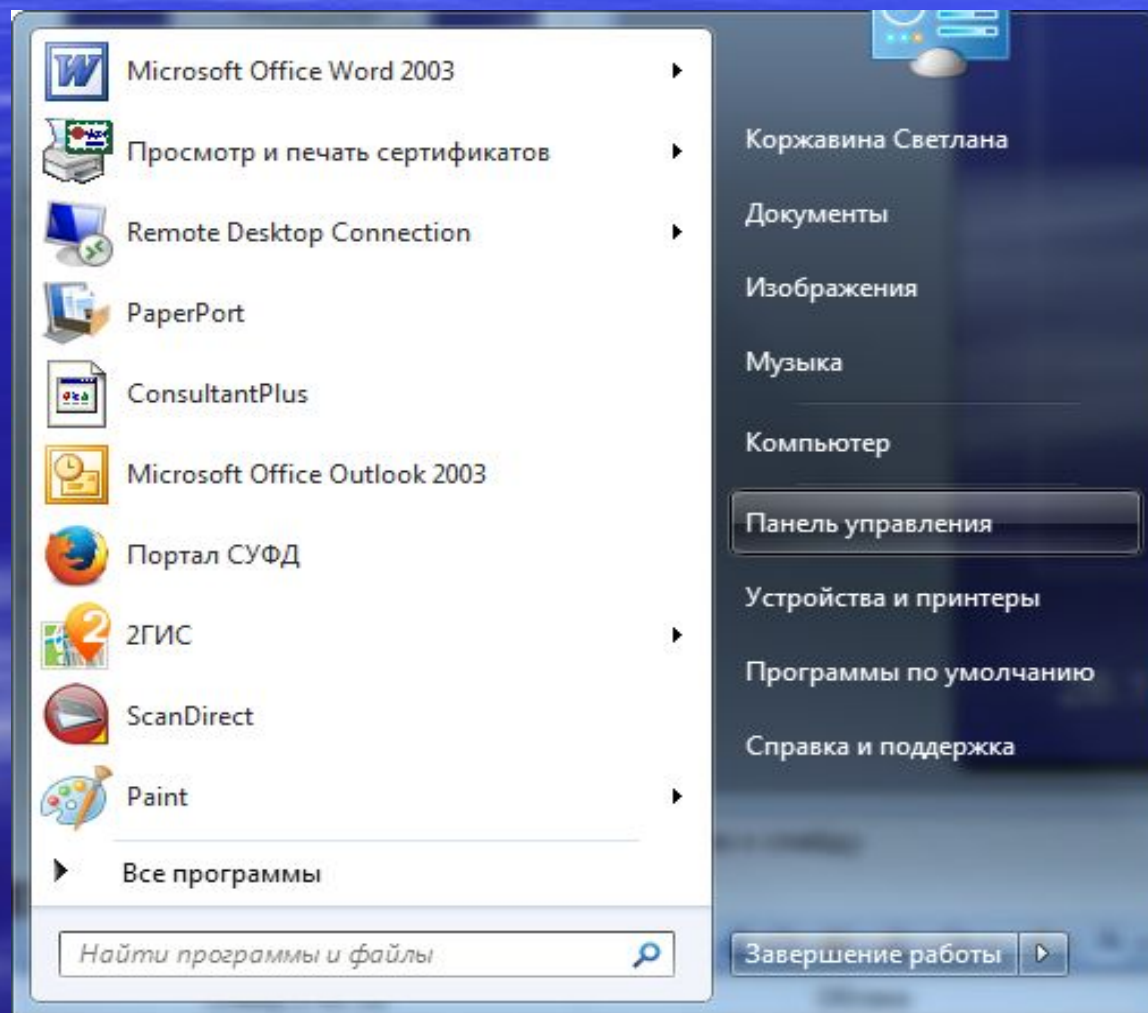 Microsoft Office Word 2003
Просмотр и печать сертификатов
Remote Desktop Connection
PaperPort
ConsultantPlus
Microsoft Office Outlook 2003
Портал СУФД
2ГИС
ScanDirect
Paint
Все программы
Найти программы и файлы
Коржавина Светлана
Документы
Изображения
Музыка
Компьютер
Панель управления
Устройства и принтеры
Программы по умолчанию
Справка и поддержка
Завершение работы